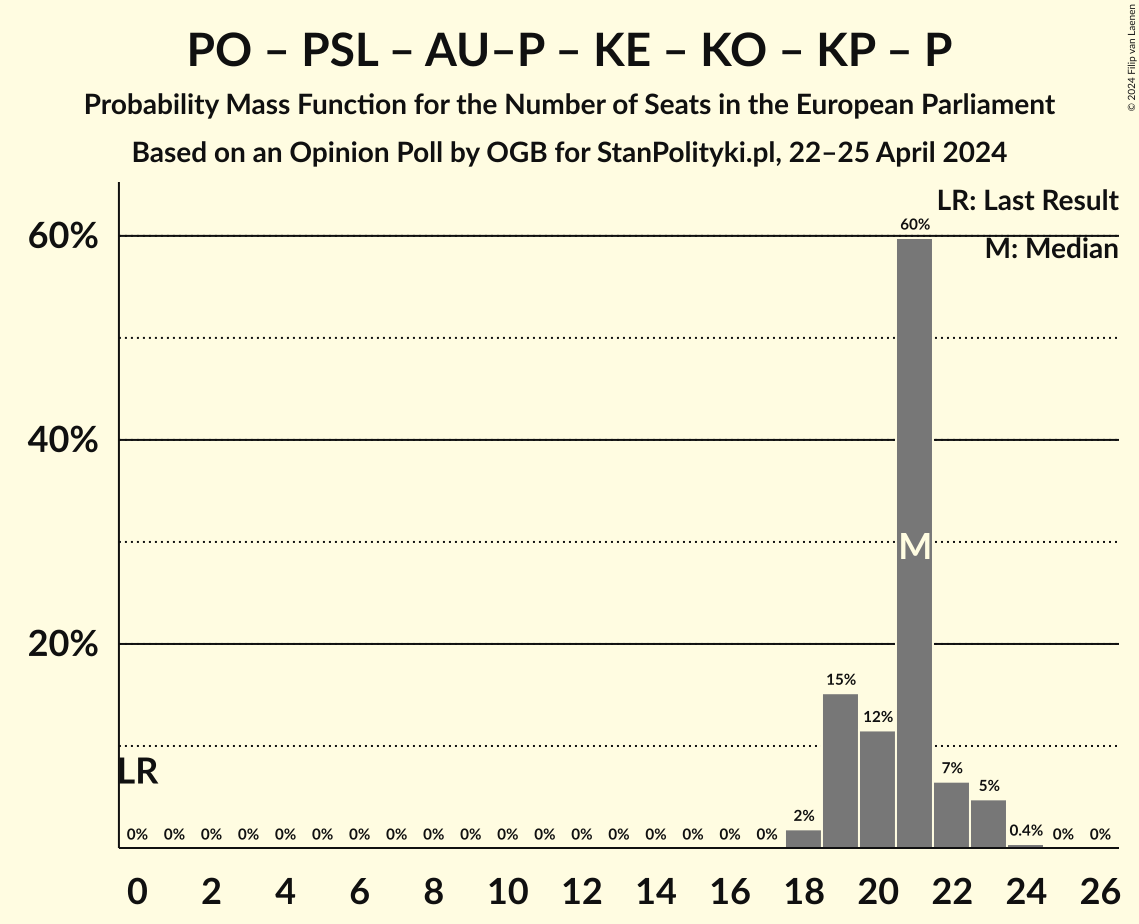 PO – PSL – AU–P – KE – KO – KP – P
Probability Mass Function for the Number of Seats in the European Parliament
Based on an Opinion Poll by OGB for StanPolityki.pl, 22–25 April 2024
© 2024 Filip van Laenen
LR: Last Result
M: Median
60%
40%
20%
60%
M
15%
12%
7%
5%
2%
0.4%
LR
0% 0% 0% 0% 0% 0% 0% 0% 0% 0% 0% 0% 0% 0% 0% 0% 0% 0% 0% 0%
0 2 4 6 8 10 12 14 16 18 20 22 24 26